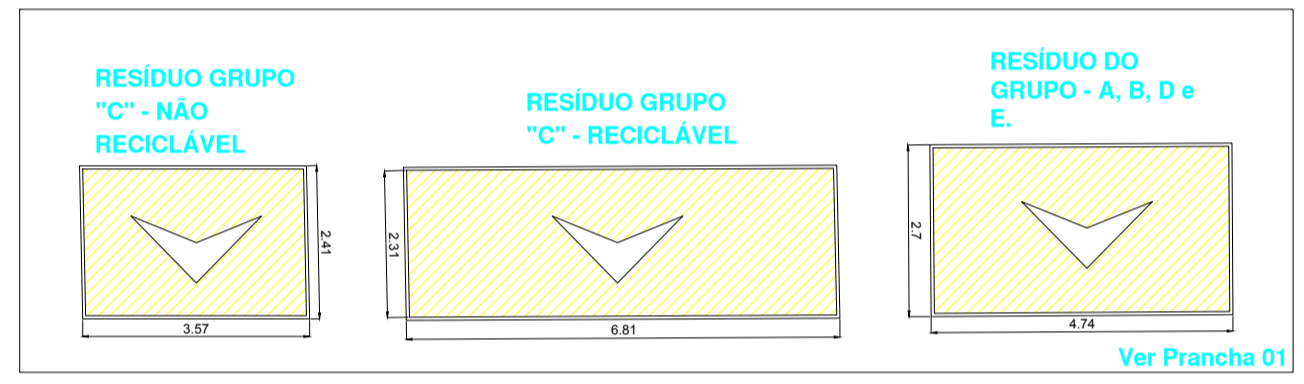 RESÍDUO GRUPO
"C" - NÃO
RECICLÁVEL
2.41
3.57
RESÍDUO GRUPO
"C" - RECICLÁVEL
2.31
6.81
RESÍDUO DO
GRUPO - A, B, D e
E.
2.7
4.74
Ver Prancha 01